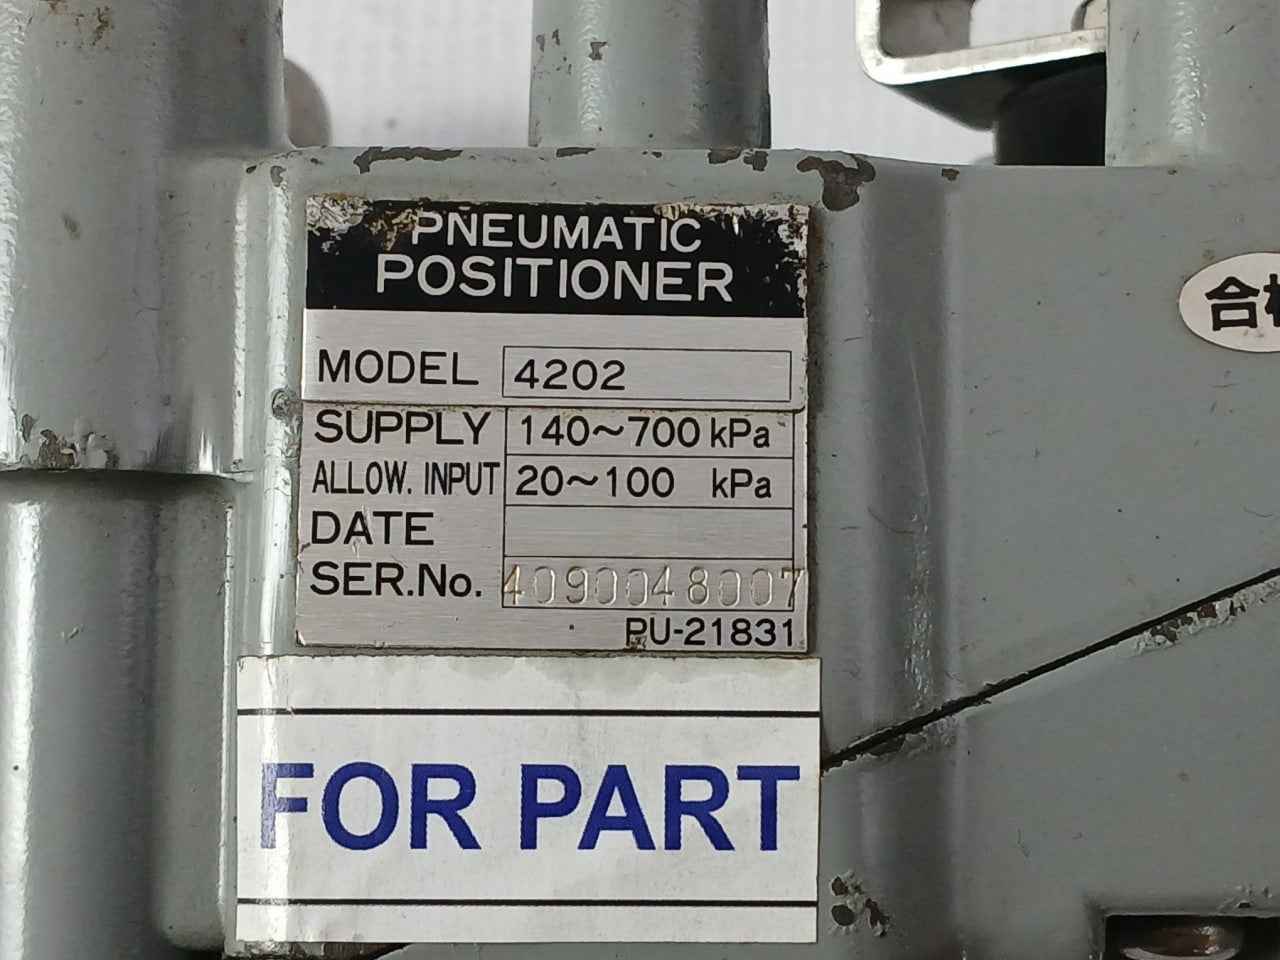 PNEUMATIC
POSITIONER
MODEL 4202
SUPPLY 140~700 kPa
ALLOW. INPUT 20~100 kPa
DATE
SER.No. 4090048007
PU-21831
FOR PART
合